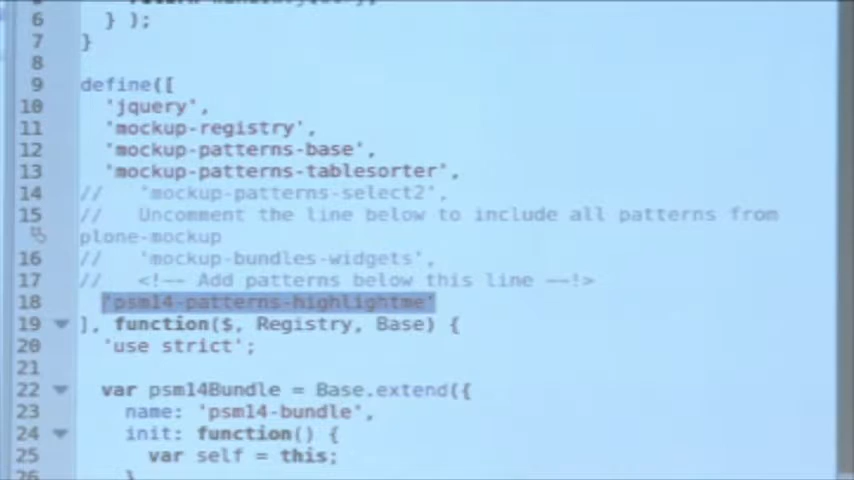 6 } );
7 }
8
9 define([
10 'jquery',
11 'mockup-registry',
12 'mockup-patterns-base',
13 'mockup-patterns-tablesorter',
14 // 'mockup-patterns-select2',
15 // Uncomment the line below to include all patterns from
plone-mockup
16 // 'mockup-bundles-widgets',
17 // <!-- Add patterns below this line --!>
18 'psm14-patterns-highlightme'
19 ], function($, Registry, Base) {
20 'use strict';
21
22 var psm14Bundle = Base.extend({
23 name: 'psm14-bundle',
24 init: function() {
25 var self = this;
26 }